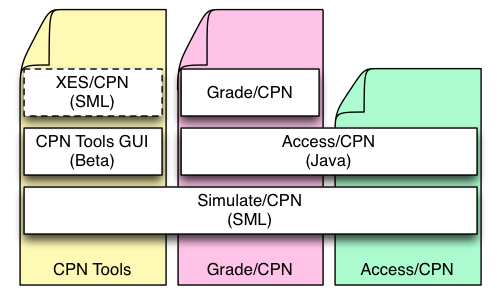 XES/CPN
(SML)
Grade/CPN
CPN Tools GUI
(Beta)
Access/CPN
(Java)
Simulate/CPN
(SML)
CPN Tools
Grade/CPN
Access/CPN